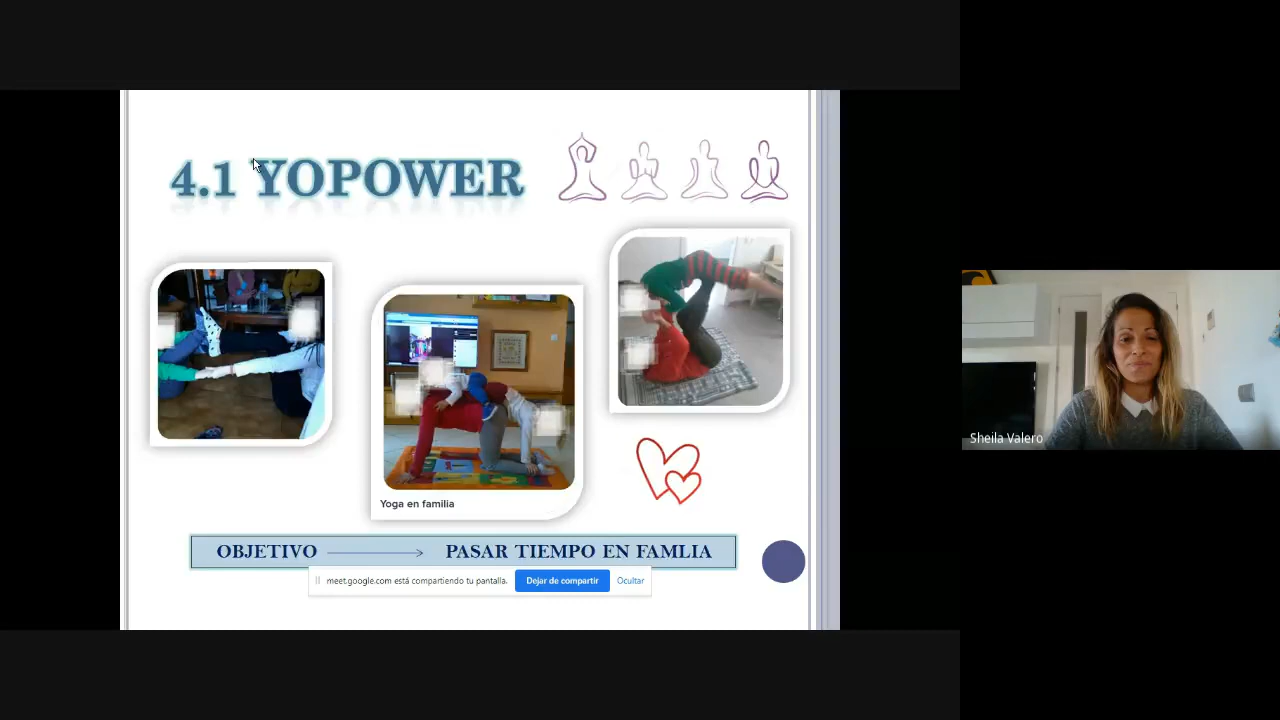 4.1 YOPOWER
Yoga en familia
OBJETIVO PASAR TIEMPO EN FAMLIA
meet.google.com está compartiendo tu pantalla.
Dejar de compartir
Ocultar
Sheila Valero